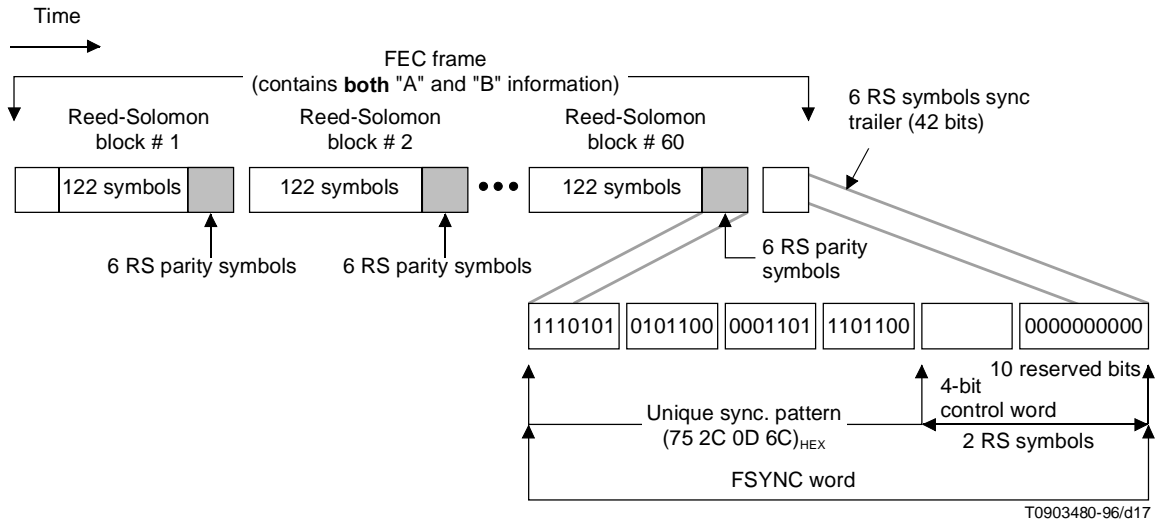 Time
FEC frame
(contains both "A" and "B" information)
6 RS symbols sync
trailer (42 bits)
Reed-Solomon
block # 1
Reed-Solomon
block # 2
Reed-Solomon
block # 60
122 symbols
122 symbols
122 symbols
6 RS parity symbols
6 RS parity symbols
6 RS parity
symbols
1110101
0101100
0001101
1101100
0000000000
10 reserved bits
4-bit
control word
Unique sync. pattern
(75 2C 0D 6C)HEX
2 RS symbols
FSYNC word
T0903480-96/d17